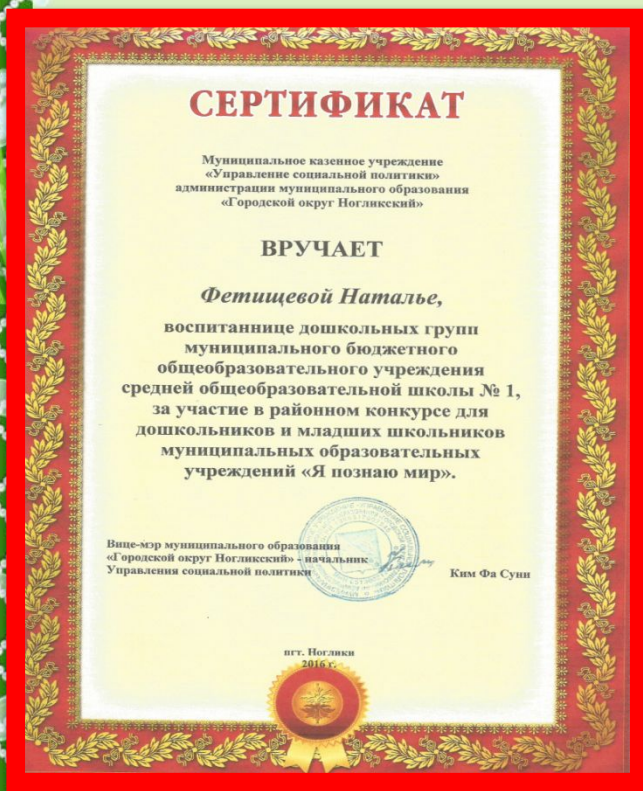 СЕРТИФИКАТ
Муниципальное казенное учреждение
«Управление социальной политики»
администрации муниципального образования
«Городской округ Ногликский»
ВРУЧАЕТ
Фетищевой Наталье,
воспитаннице дошкольных групп
муниципального бюджетного
общеобразовательного учреждения
средней общеобразовательной школы № 1,
за участие в районном конкурсе для
дошкольников и младших школьников
муниципальных образовательных
учреждений «Я познаю мир».
Вице-мэр муниципального образования
«Городской округ Ногликский» - начальник
Управления социальной политики
Ким Фа Суни
пгт. Ноглики
2016 г.